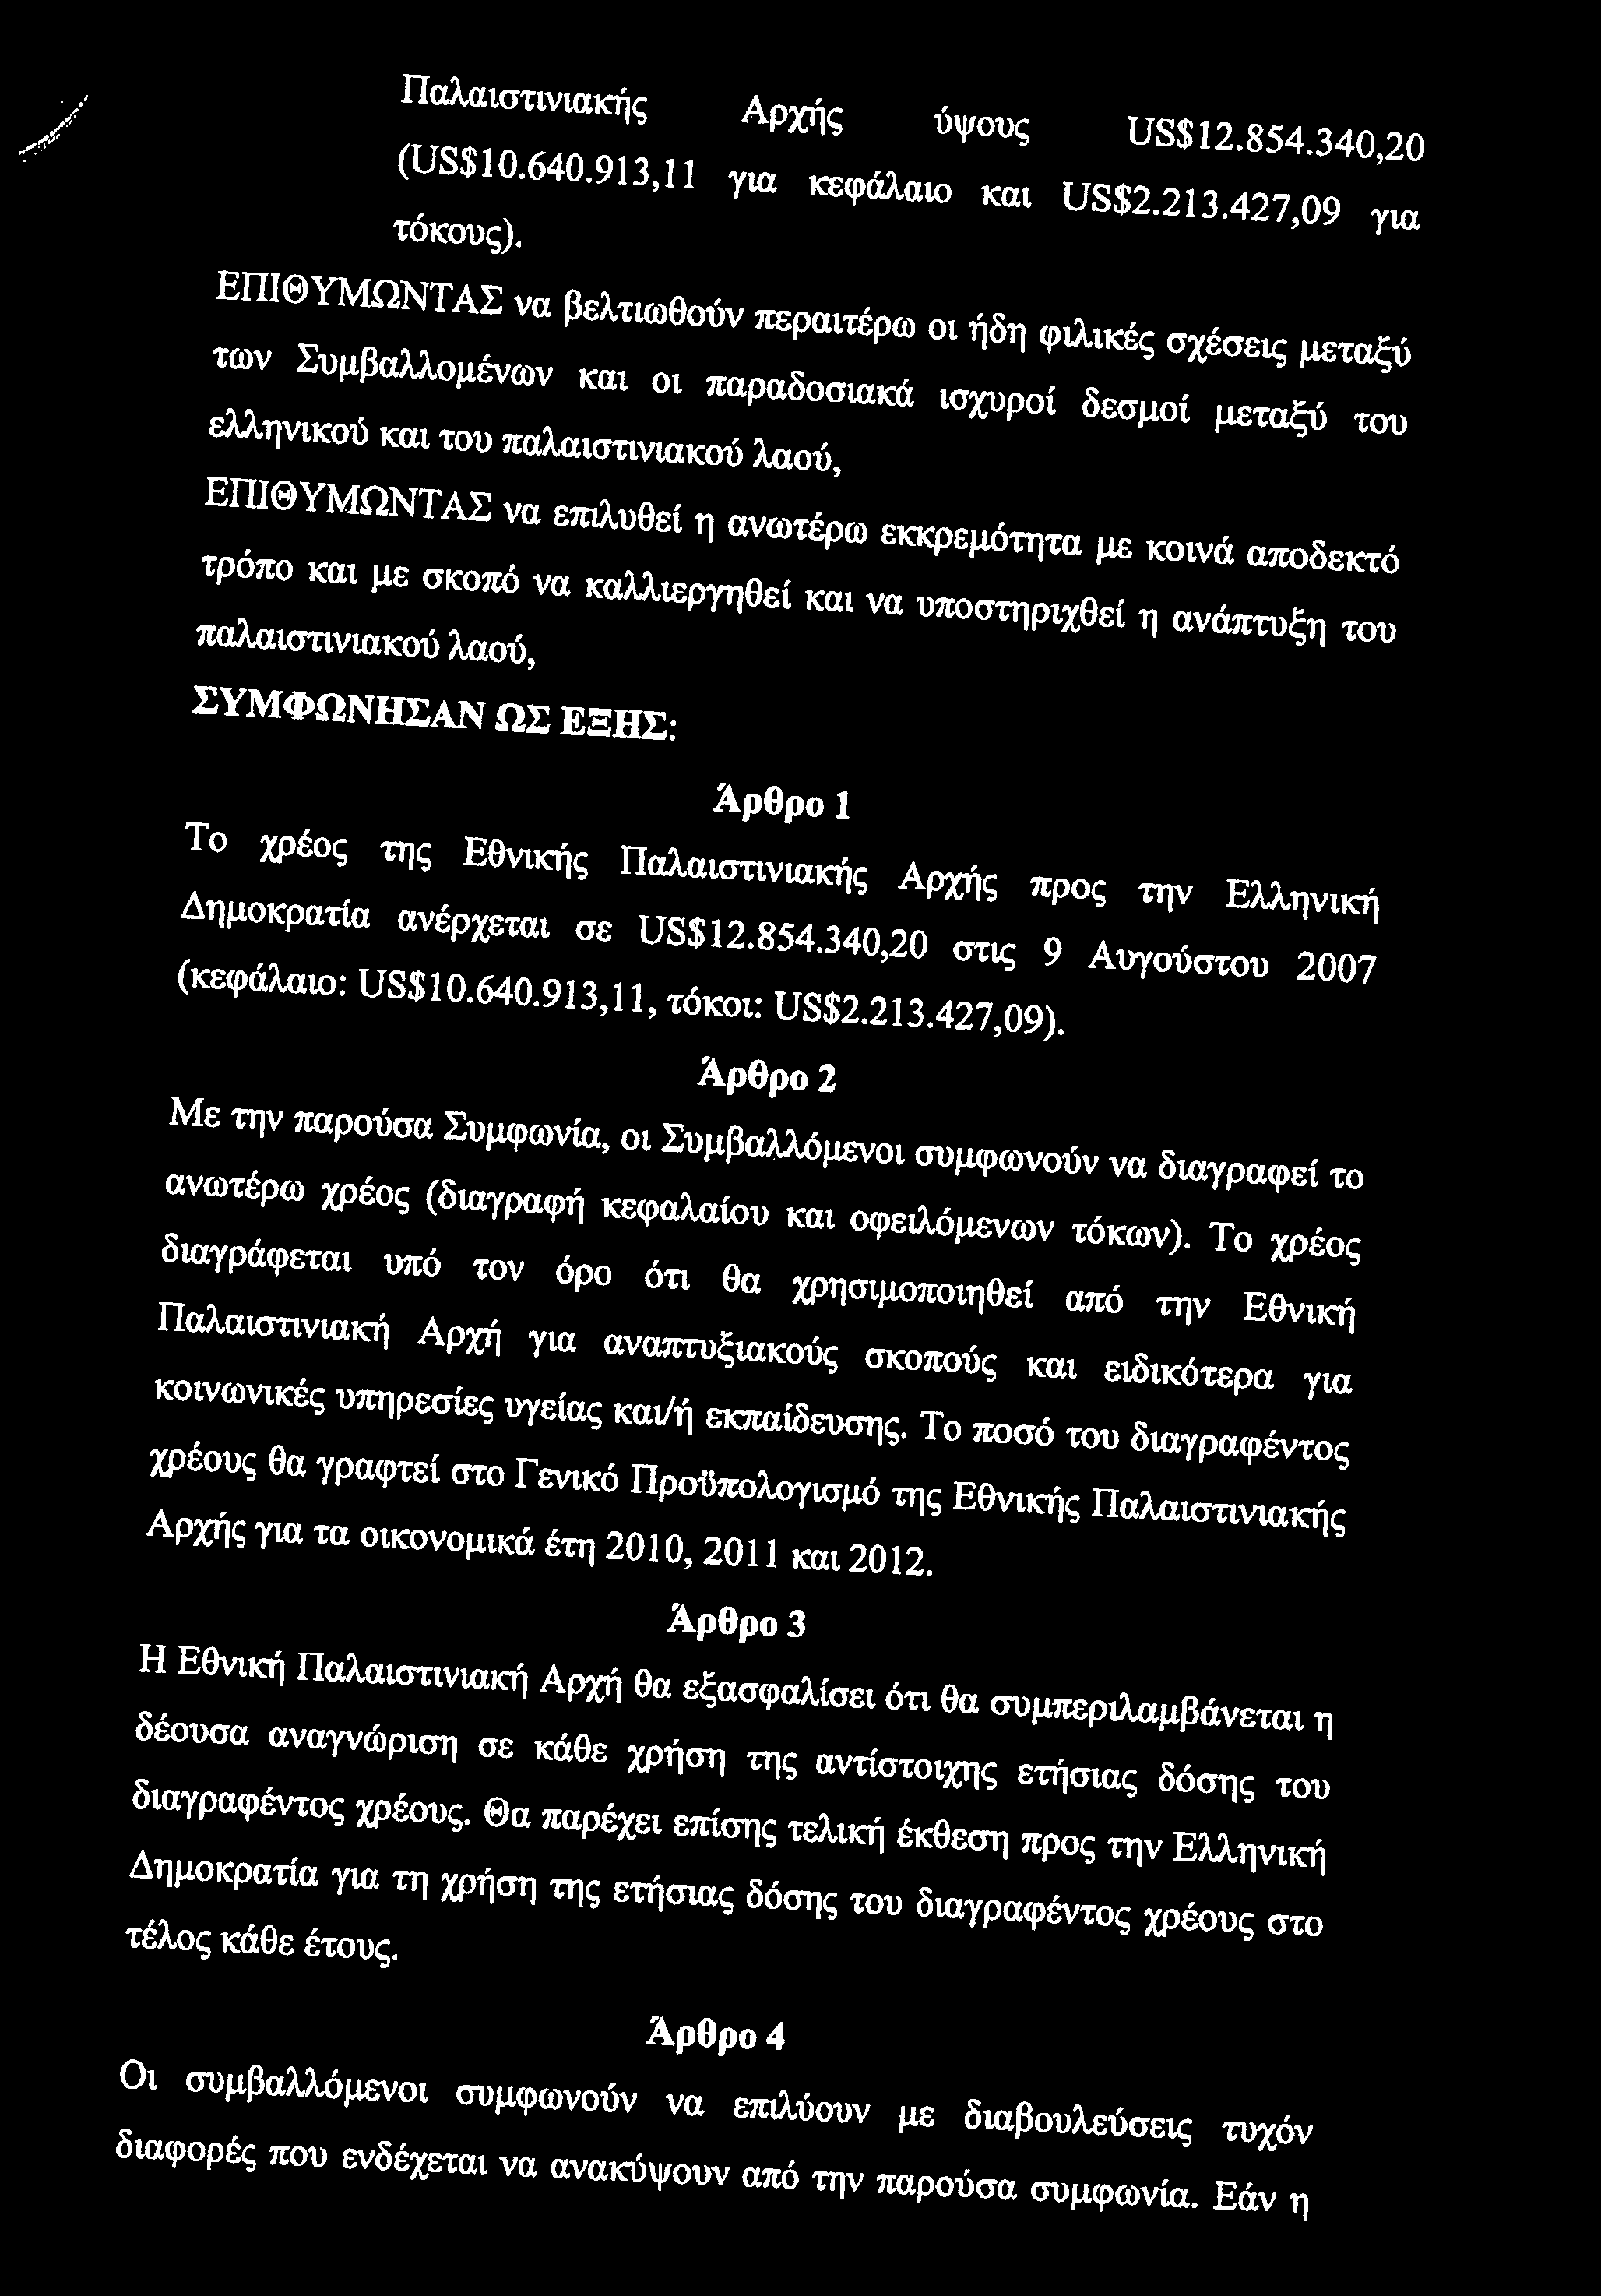 Παλαιστινιακής Αρχής ύψους US$12.854.340,20
(US$10.640.913,11 για κεφάλαιο και US$2.213.427,09 για
τόκους).
ΕΠΙΘΥΜΩΝΤΑΣ να βελτιωθούν περαιτέρω οι ήδη φιλικές σχέσεις μεταξύ
των Συμβαλλομένων και οι παραδοσιακά ισχυροί δεσμοί μεταξύ του
ελληνικού και του παλαιστινιακού λαού,
ΕΠΙΘΥΜΩΝΤΑΣ να επιλυθεί η ανωτέρω εκκρεμότητα με κοινά αποδεκτό
τρόπο και με σκοπό να καλλιεργηθεί και να υποστηριχθεί η ανάπτυξη του
παλαιστινιακού λαού,
ΣΥΜΦΩΝΗΣΑΝ ΩΣ ΕΞΗΣ:
Άρθρο 1
Το χρέος της Εθνικής Παλαιστινιακής Αρχής προς την Ελληνική
Δημοκρατία ανέρχεται σε US$12.854.340,20 στις 9 Αυγούστου 2007
(κεφάλαιο: US$10.640.913,11, τόκοι: US$2.213.427,09).
Άρθρο 2
Με την παρούσα Συμφωνία, οι Συμβαλλόμενοι συμφωνούν να διαγραφεί το
ανωτέρω χρέος (διαγραφή κεφαλαίου και οφειλόμενων τόκων). Το χρέος
διαγράφεται υπό τον όρο ότι θα χρησιμοποιηθεί από την Εθνική
Παλαιστινιακή Αρχή για αναπτυξιακούς σκοπούς και ειδικότερα για
κοινωνικές υπηρεσίες υγείας και/ή εκπαίδευσης. Το ποσό του διαγραφέντος
χρέους θα γραφτεί στο Γενικό Προϋπολογισμό της Εθνικής Παλαιστινιακής
Αρχής για τα οικονομικά έτη 2010, 2011 και 2012.
Άρθρο 3
Η Εθνική Παλαιστινιακή Αρχή θα εξασφαλίσει ότι θα συμπεριλαμβάνεται η
δέουσα αναγνώριση σε κάθε χρήση της αντίστοιχης ετήσιας δόσης του
διαγραφέντος χρέους. Θα παρέχει επίσης τελική έκθεση προς την Ελληνική
Δημοκρατία για τη χρήση της ετήσιας δόσης του διαγραφέντος χρέους στο
τέλος κάθε έτους.
Άρθρο 4
Οι συμβαλλόμενοι συμφωνούν να επιλύουν με διαβουλεύσεις τυχόν
διαφορές που ενδέχεται να ανακύψουν από την παρούσα συμφωνία. Εάν η